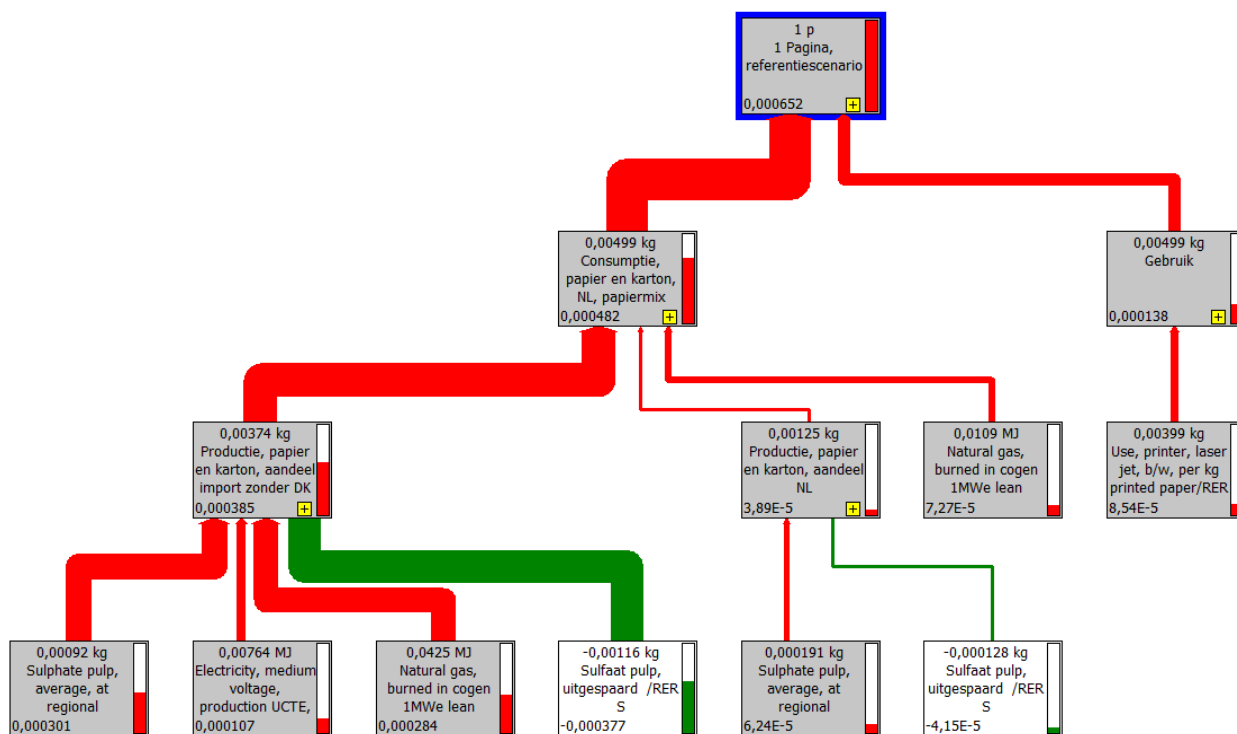 1 p
1 Pagina,
referentiescenario
0,000652
+
0,00499 kg
Consumptie,
papier en karton,
NL, papiermix
0,000482
+
0,00499 kg
Gebruik
0,000138
+
0,00374 kg
Productie, papier
en karton, aandeel
import zonder DK
0,000385
+
0,00125 kg
Productie, papier
en karton, aandeel
NL
3,89E-5
+
0,0109 MJ
Natural gas,
burned in cogen
1MWe lean
7,27E-5
0,00399 kg
Use, printer, laser
jet, b/w, per kg
printed paper/RER
8,54E-5
0,00092 kg
Sulphate pulp,
average, at
regional
0,000301
0,00764 MJ
Electricity, medium
voltage,
production UCTE,
0,000107
0,0425 MJ
Natural gas,
burned in cogen
1MWe lean
0,000284
-0,00116 kg
Sulfaat pulp,
uitgespaard /RER
S
-0,000377
0,000191 kg
Sulphate pulp,
average, at
regional
6,24E-5
-0,000128 kg
Sulfaat pulp,
uitgespaard /RER
S
-4,15E-5